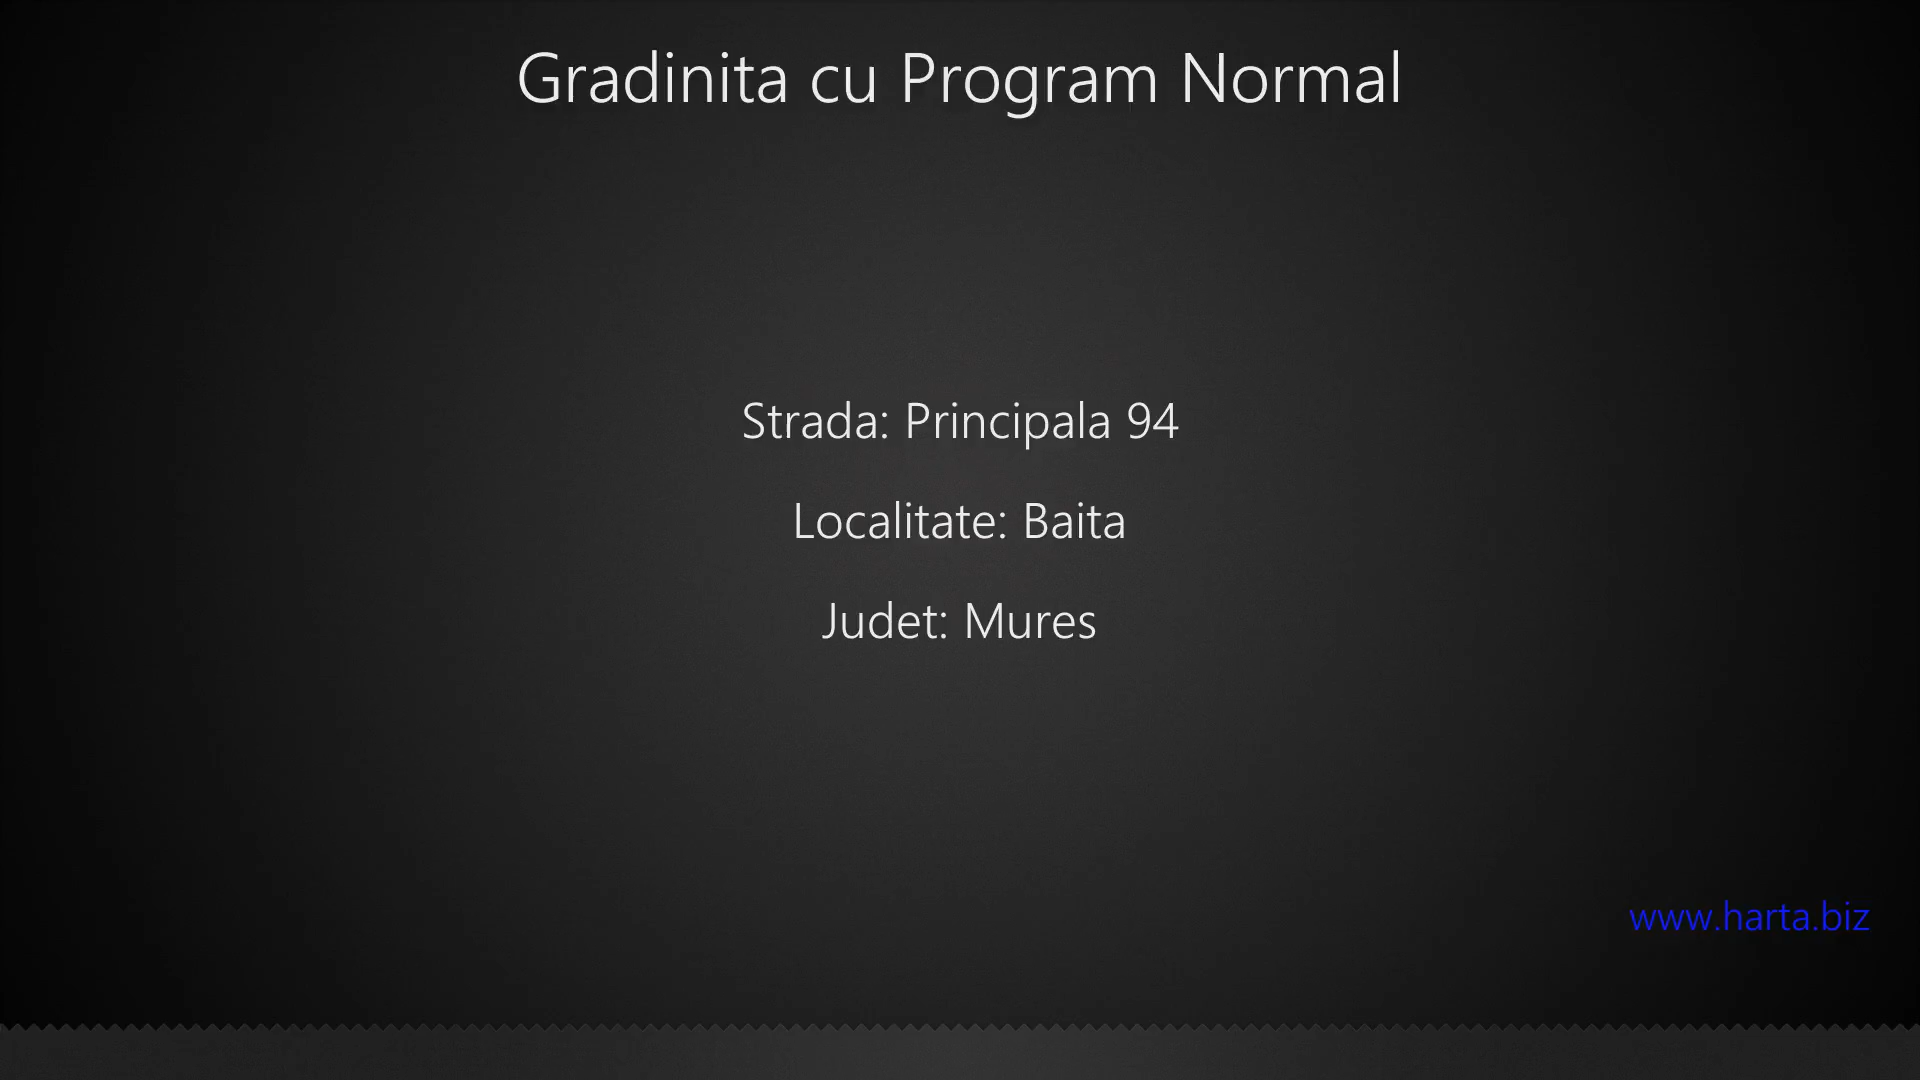 Gradinita cu Program Normal
Strada: Principala 94
Localitate: Baita
Judet: Mures
www.harta.biz